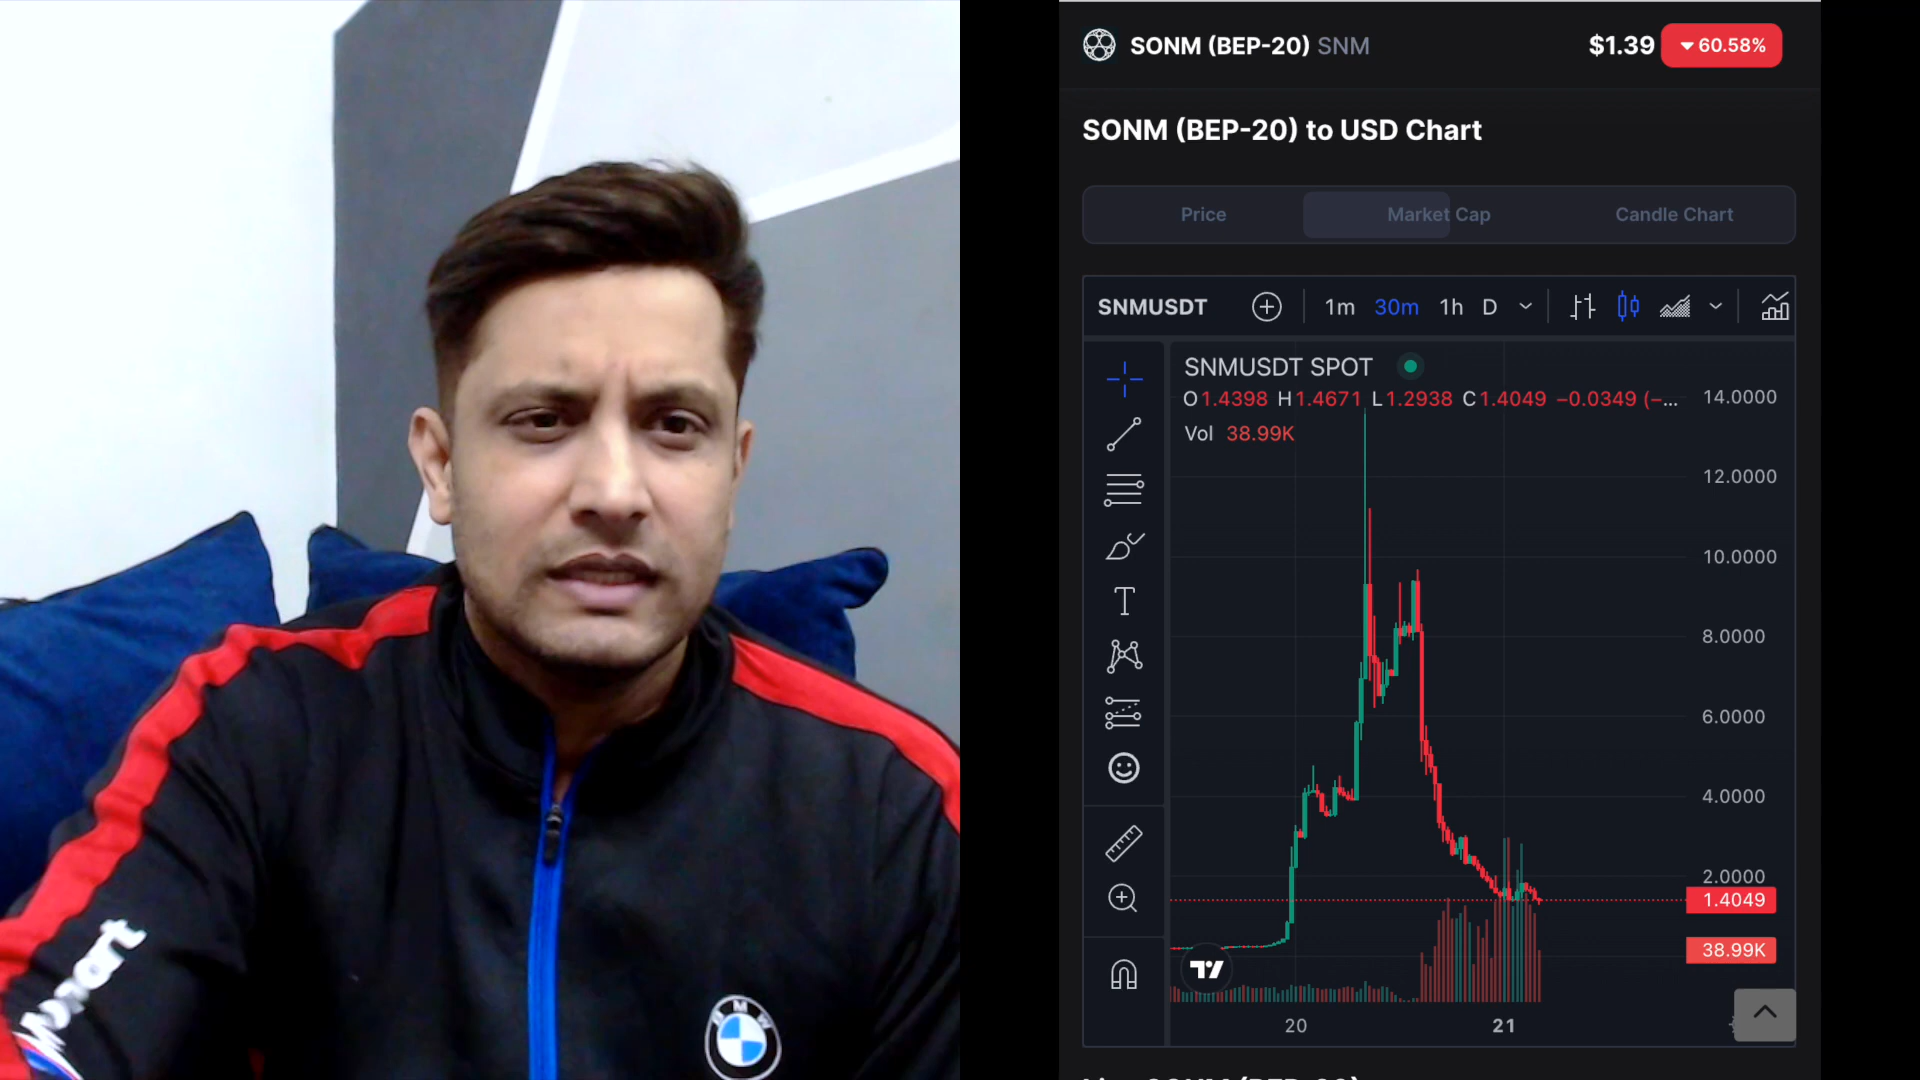 SONM (BEP-20) SNM $1.39 60.58%
SONM (BEP-20) to USD Chart
Price Market Cap Candle Chart
SNMUSDT 1m 30m 1h D
SNMUSDT SPOT
O1.4398 H1.4671 L1.2938 C1.4049 −0.0349 (−...
Vol 38.99K
14.0000
12.0000
10.0000
8.0000
6.0000
4.0000
2.0000
1.4049
38.99K
20 21
BMW